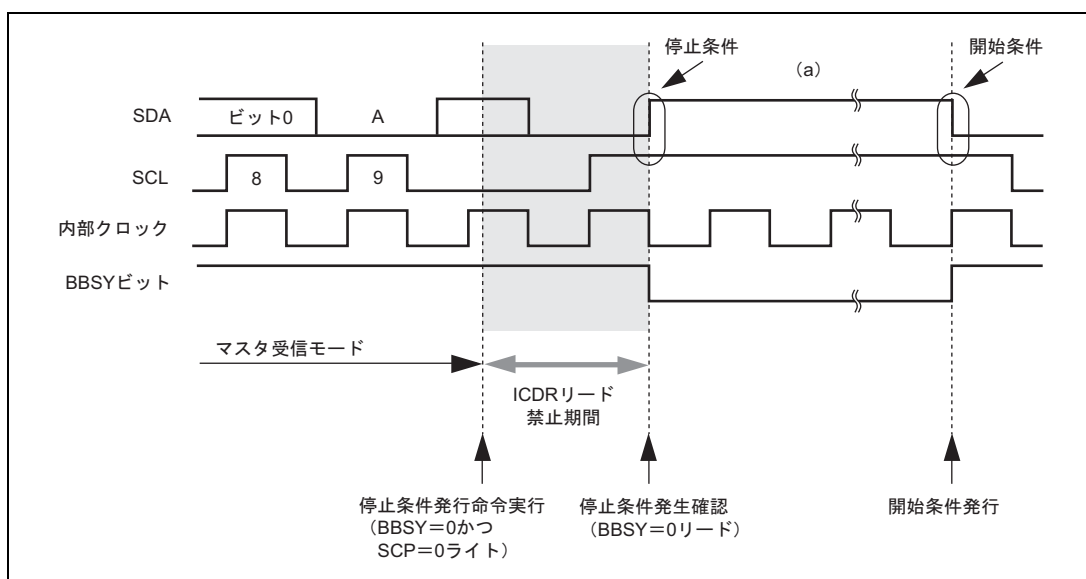 停止条件
(a)
開始条件
SDA
ビット0
A
SCL
8
9
内部クロック
BBSYビット
マスタ受信モード
ICDRリード
禁止期間
停止条件発行命令実行
（BBSY＝0かつ
SCP＝0ライト）
停止条件発生確認
（BBSY＝0リード）
開始条件発行